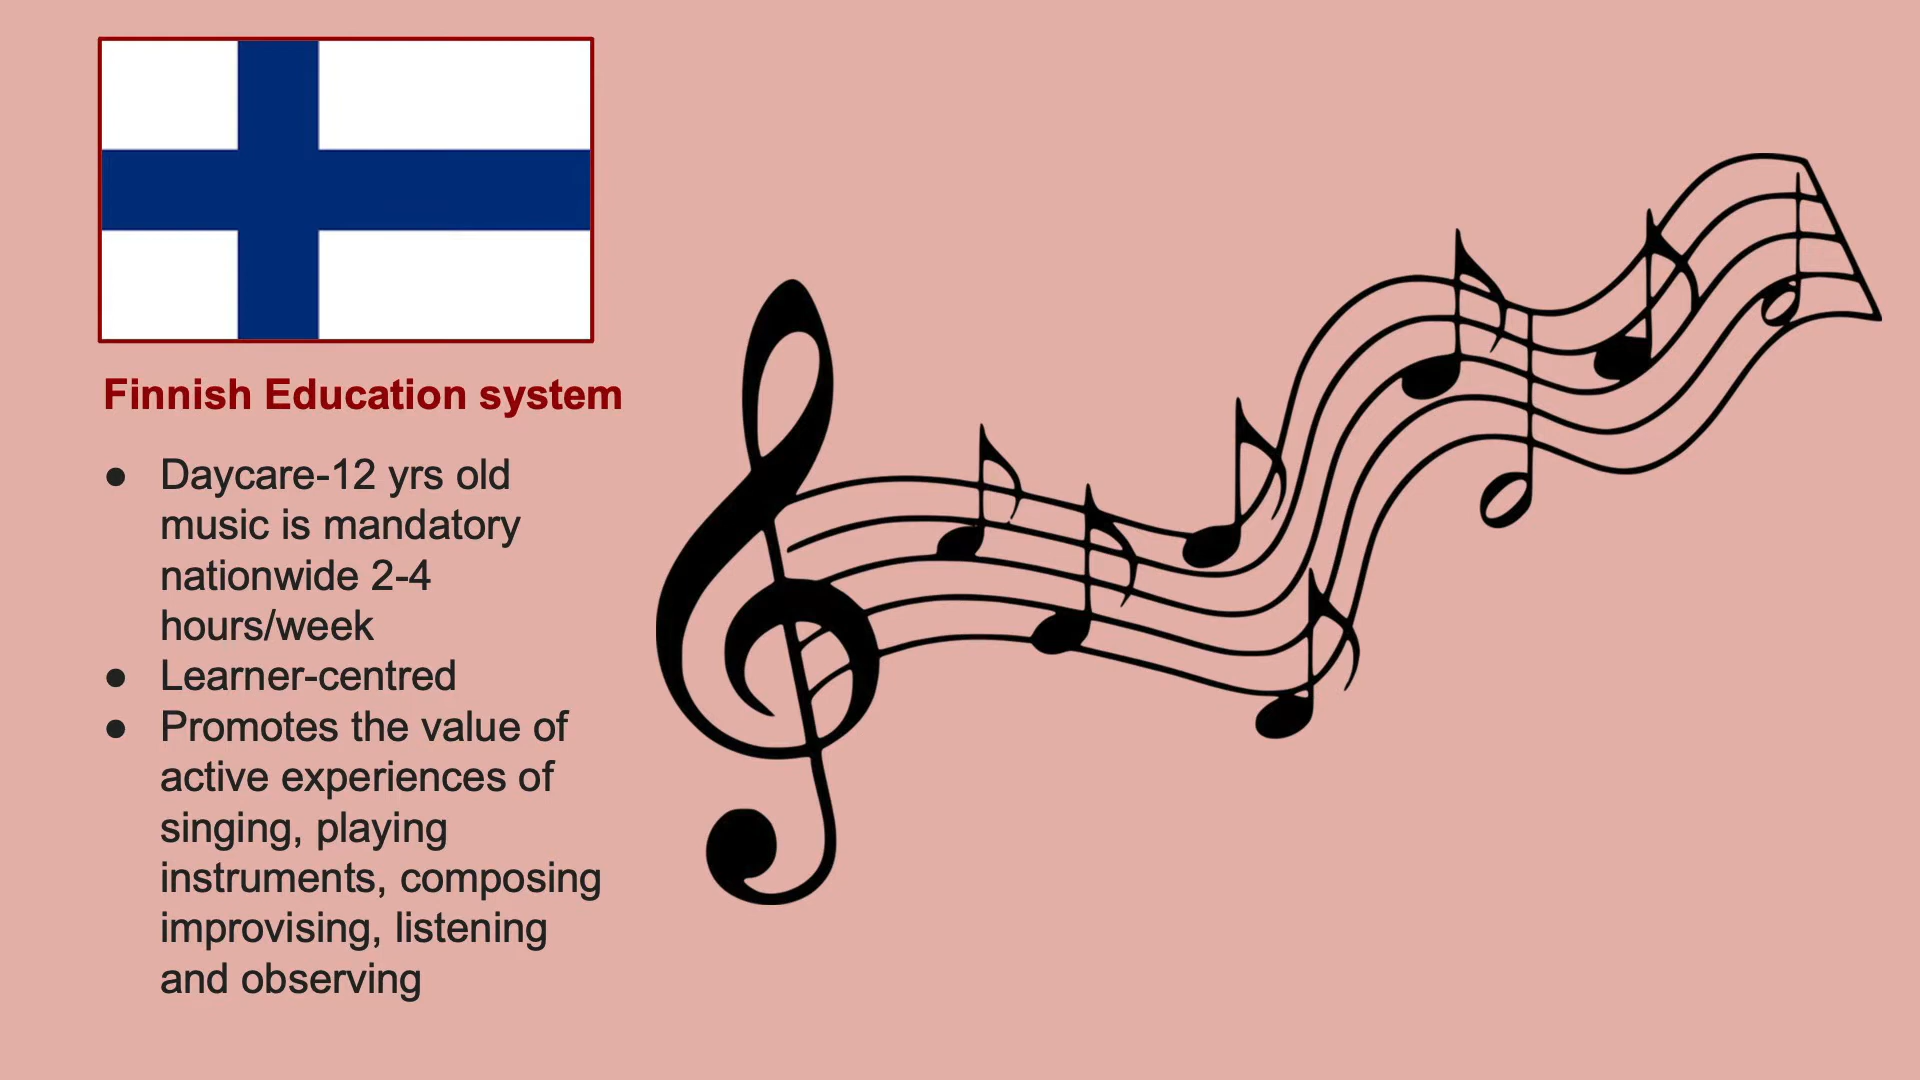 Finnish Education system
● Daycare-12 yrs old
music is mandatory
nationwide 2-4
hours/week
● Learner-centred
● Promotes the value of
active experiences of
singing, playing
instruments, composing
improvising, listening
and observing